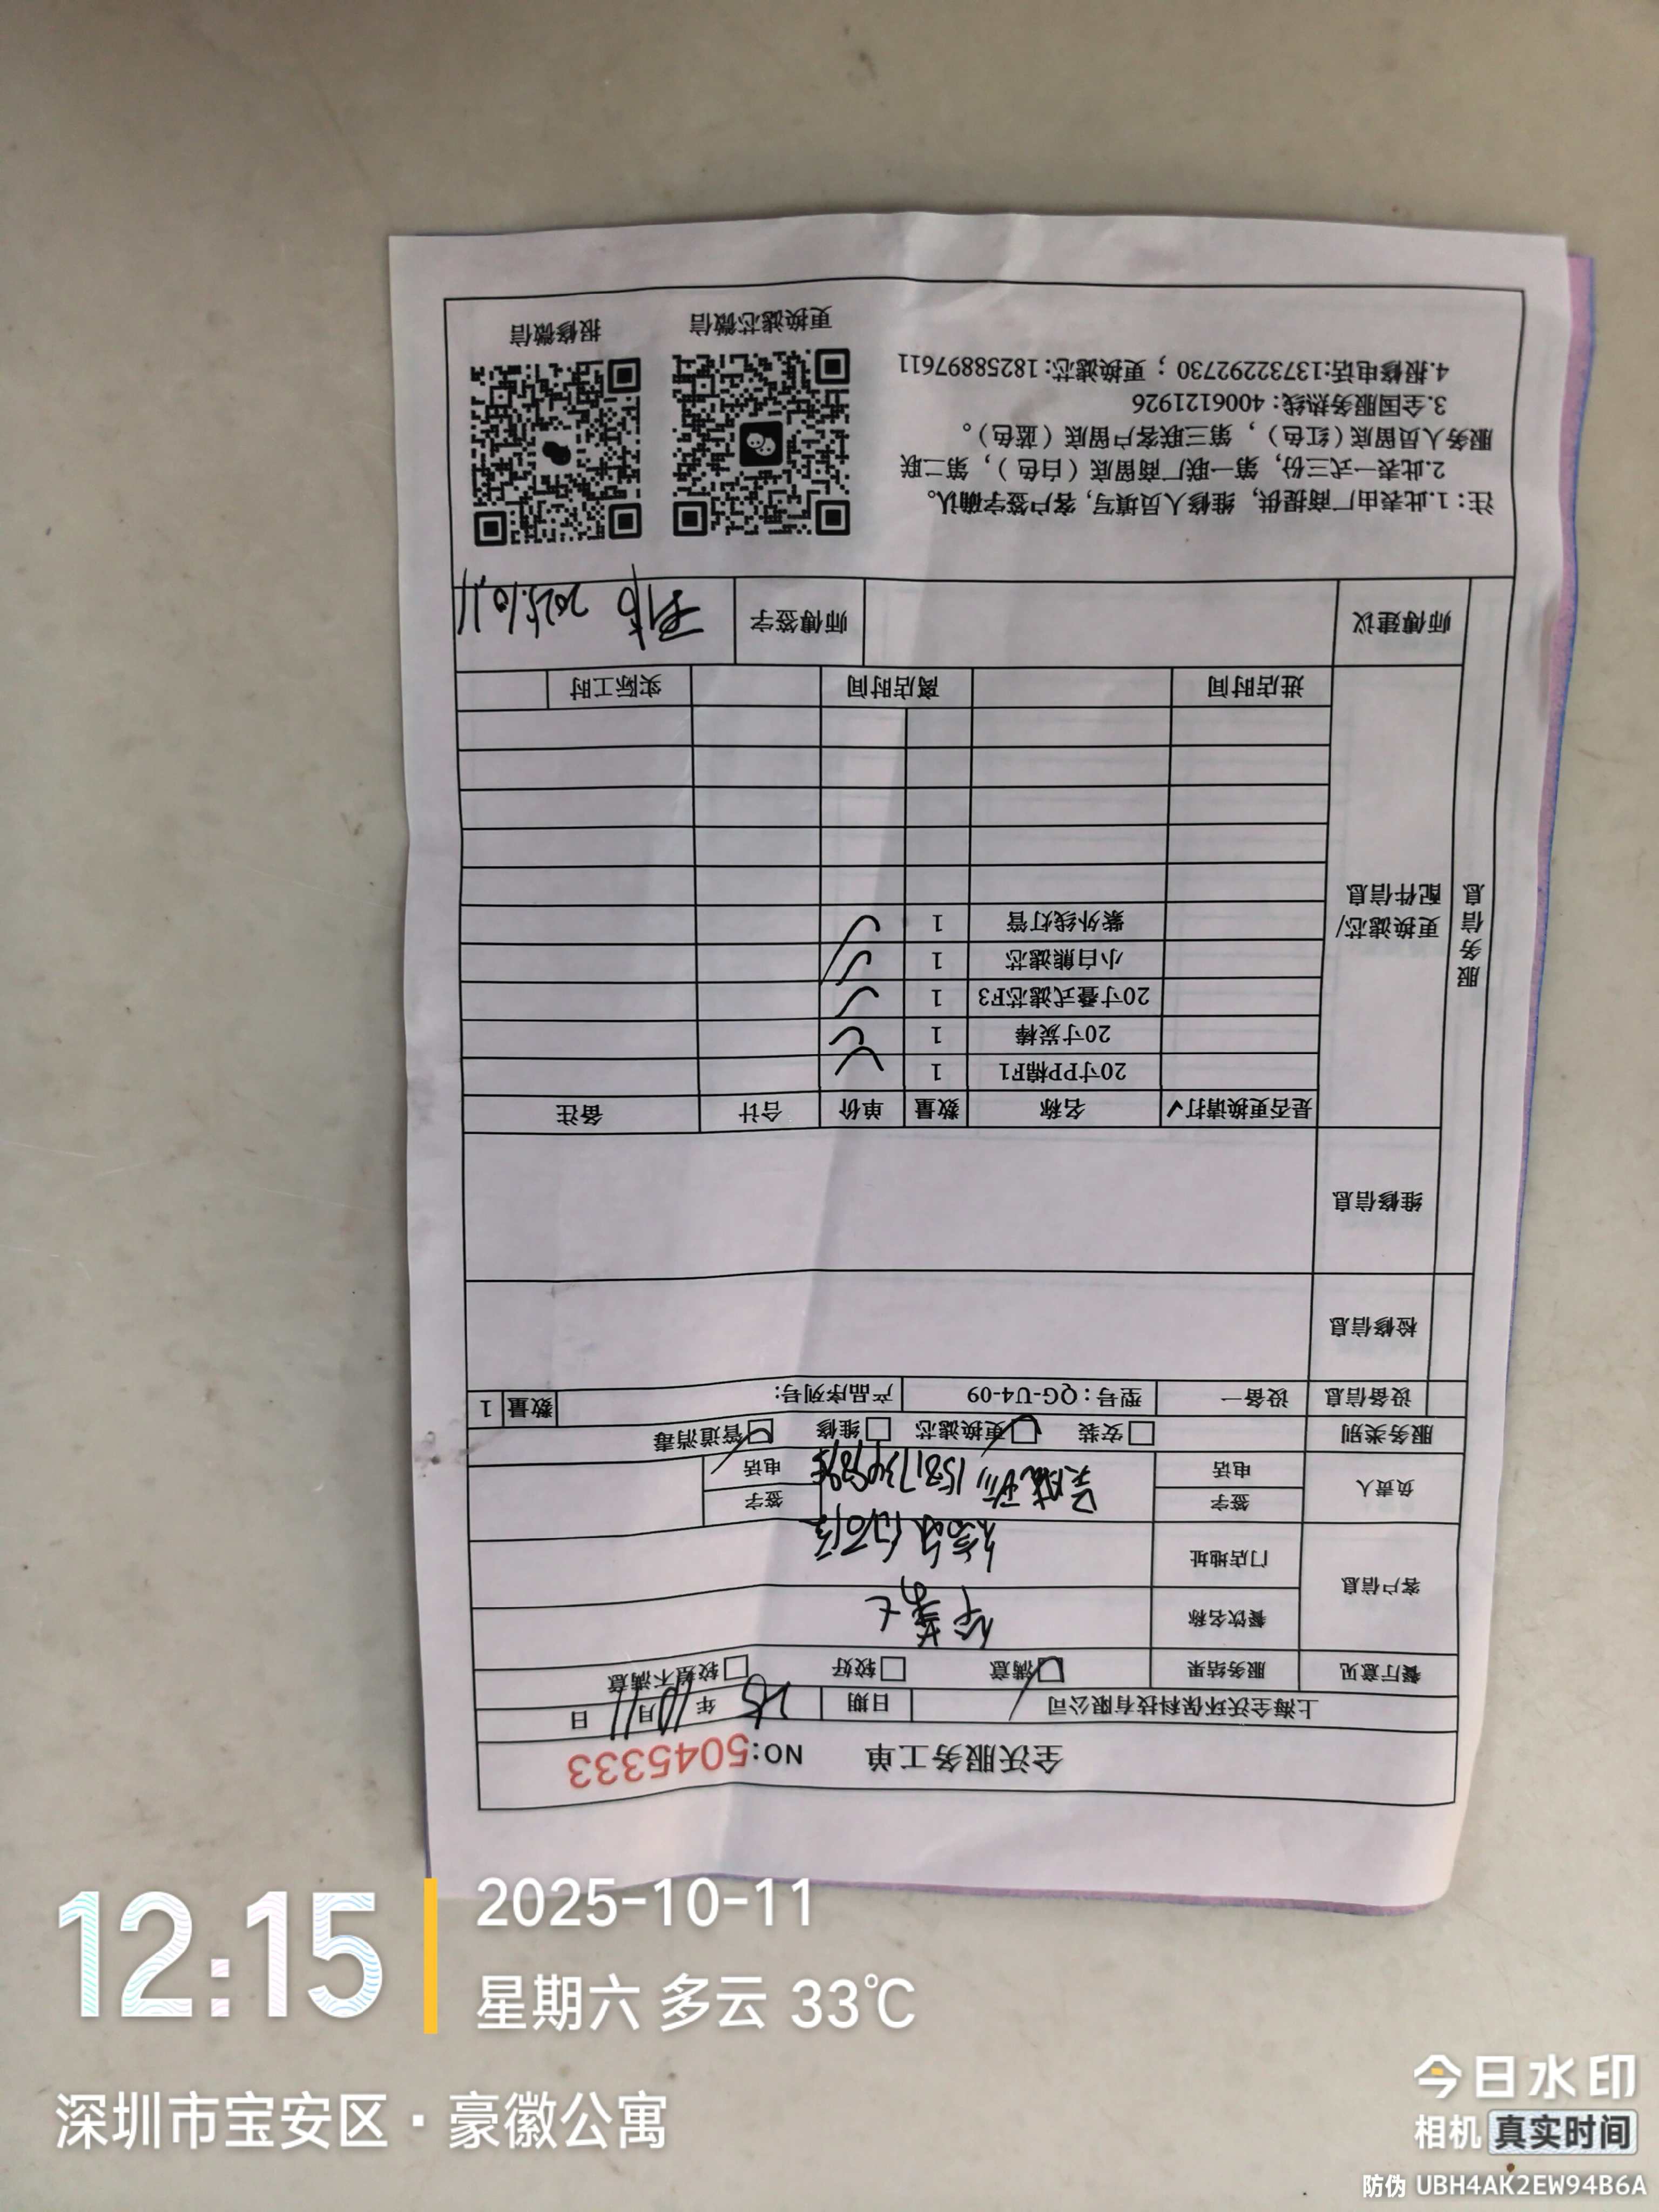 全沃服务工单 NO:5045333
上海全沃环保科技有限公司 日期 25 年 10 月 11 日
餐厅意见 服务结果 满意 较好 较差不满意
客户信息 餐饮名称
门店地址
负责人 签字 签字
电话 15817349895 电话
服务类别 安装 更换滤芯 维修 管道消毒
设备信息 设备一 型号:QG-U4-09 产品序列号: 数量 1
检修信息
服务信息
维修信息
更换滤芯/配件信息
是否更换请打✓ 名称 数量 单价 合计 备注
20寸PP棉F1 1 ✓
20寸炭棒 1 ✓
20寸叠式滤芯F3 1 ✓
小白熊滤芯 1 ✓
紫外线灯管 1 ✓
进店时间 离店时间 实际工时
师傅建议 师傅签字 2025.10.11
注：1.此表由厂商提供，维修人员填写，客户签字确认。
2.此表一式三份，第一联厂商留底（白色），第二联
服务人员留底（红色），第三联客户留底（蓝色）。
3.全国服务热线：4006121926
4.报修电话:13732292730；更换滤芯:18258897611
更换滤芯微信 报修微信
12:15
2025-10-11
星期六 多云 33℃
深圳市宝安区·豪徽公寓
今日水印
相机 真实时间
防伪 UBH4AK2EW94B6A